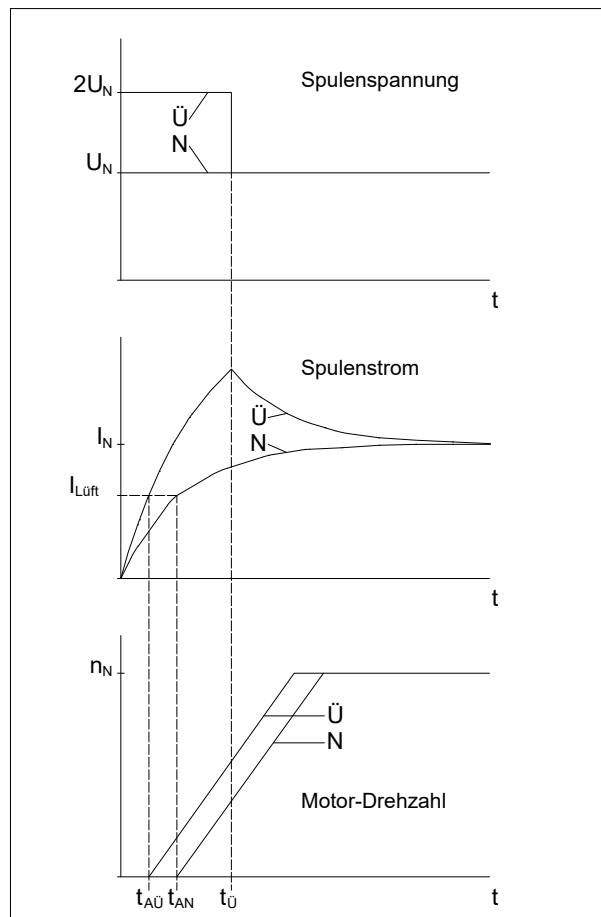 Spulenspannung
2U_N
Ü
N
U_N
t
Spulenstrom
Ü
I_N
N
I_Lüft
t
n_N
Ü
N
Motor-Drehzahl
t_AÜ t_AN t_Ü t